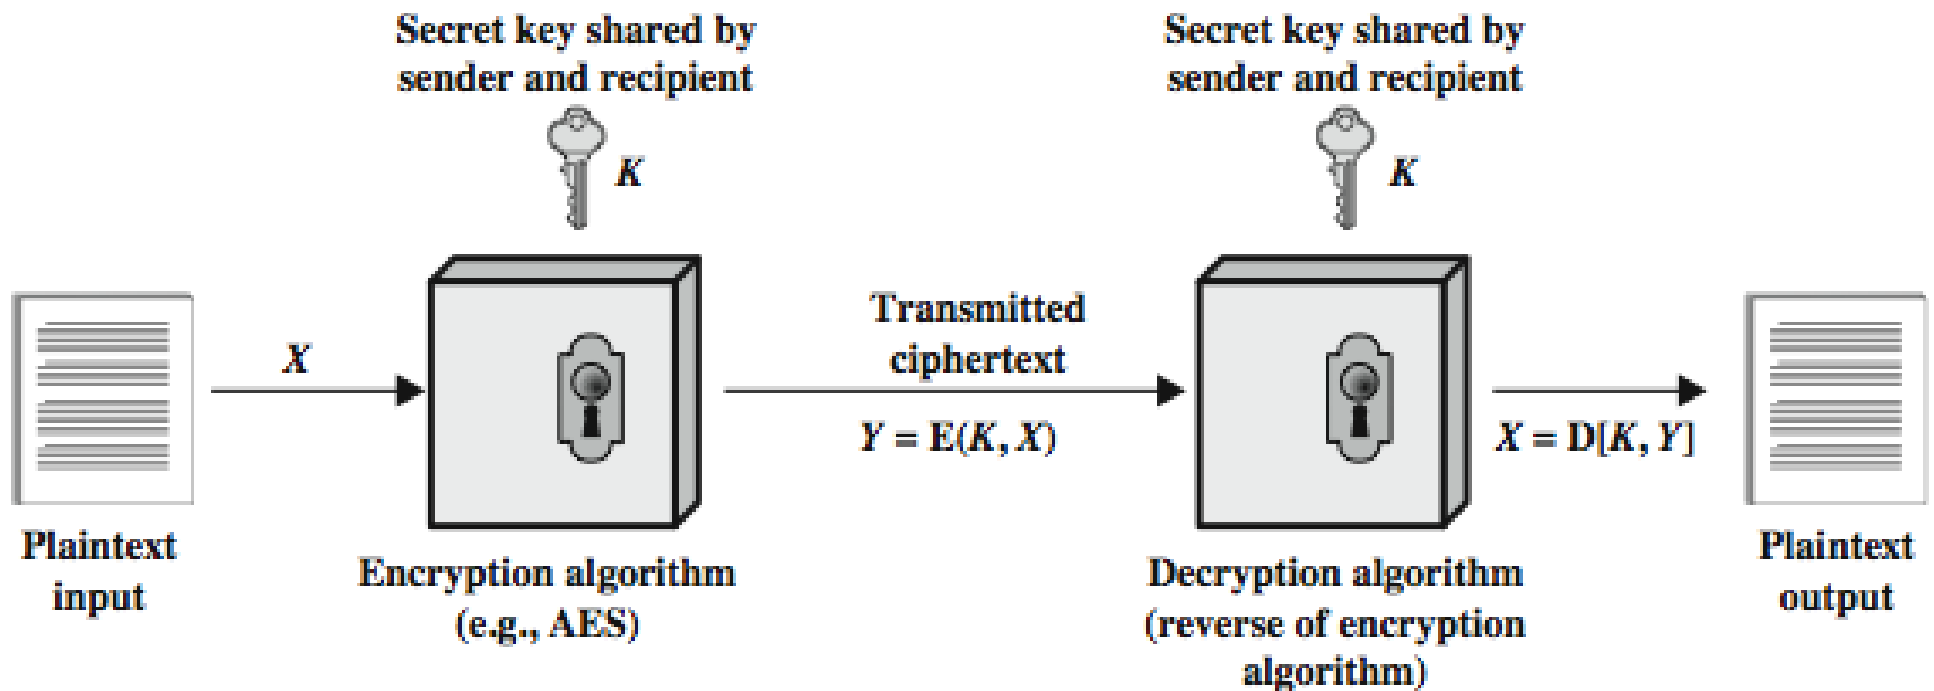 Secret key shared by
sender and recipient
K
Secret key shared by
sender and recipient
K
X
Transmitted
ciphertext
Y = E(K, X)
X = D[K, Y]
Plaintext
input
Encryption algorithm
(e.g., AES)
Decryption algorithm
(reverse of encryption
algorithm)
Plaintext
output